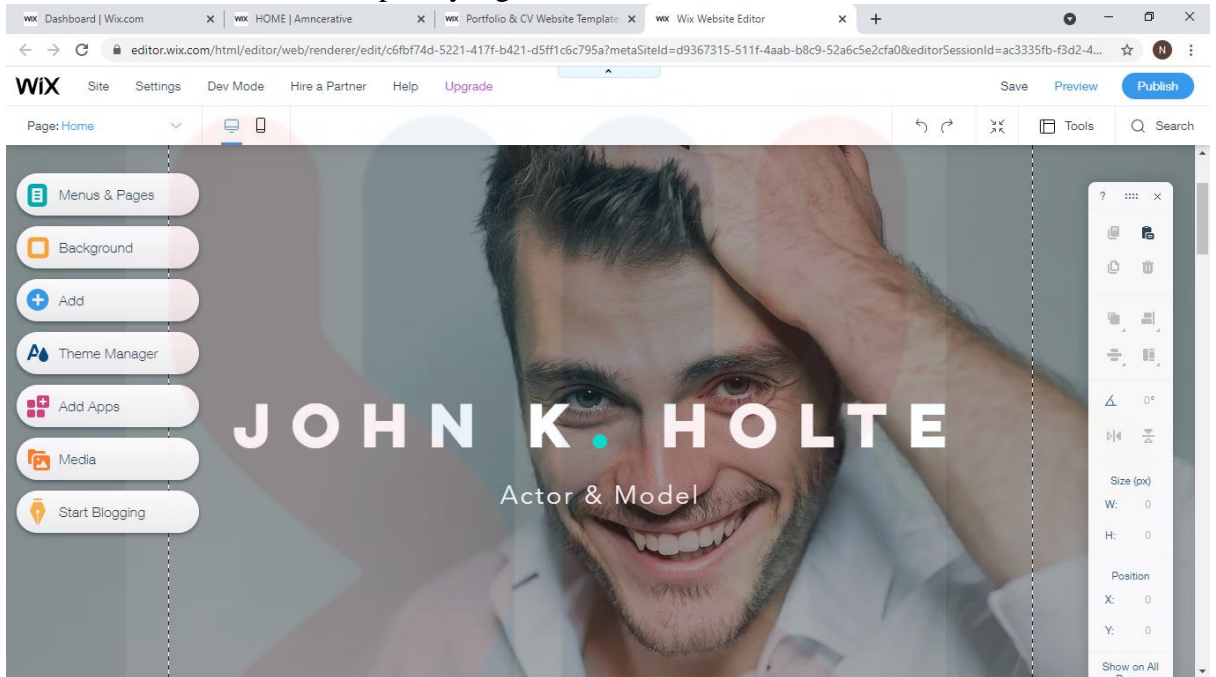 WiX Dashboard | Wix.com
WiX HOME | Amncerative
WiX Portfolio & CV Website Template
WiX Wix Website Editor
editor.wix.com/html/editor/web/renderer/edit/c6fbf74d-5221-417f-b421-d5ff1c6c795a?metaSiteId=d9367315-511f-4aab-b8c9-52a6c5e2cfa0&editorSessionId=ac3335fb-f3d2-4...
N
WiX Site Settings Dev Mode Hire a Partner Help Upgrade Save Preview Publish
Page: Home Tools Search
Menus & Pages
Background
Add
Theme Manager
Add Apps
Media
Start Blogging
JOHN K. HOLTE
Actor & Model
?
0°
Size (px)
W: 0
H: 0
Position
X: 0
Y: 0
Show on All